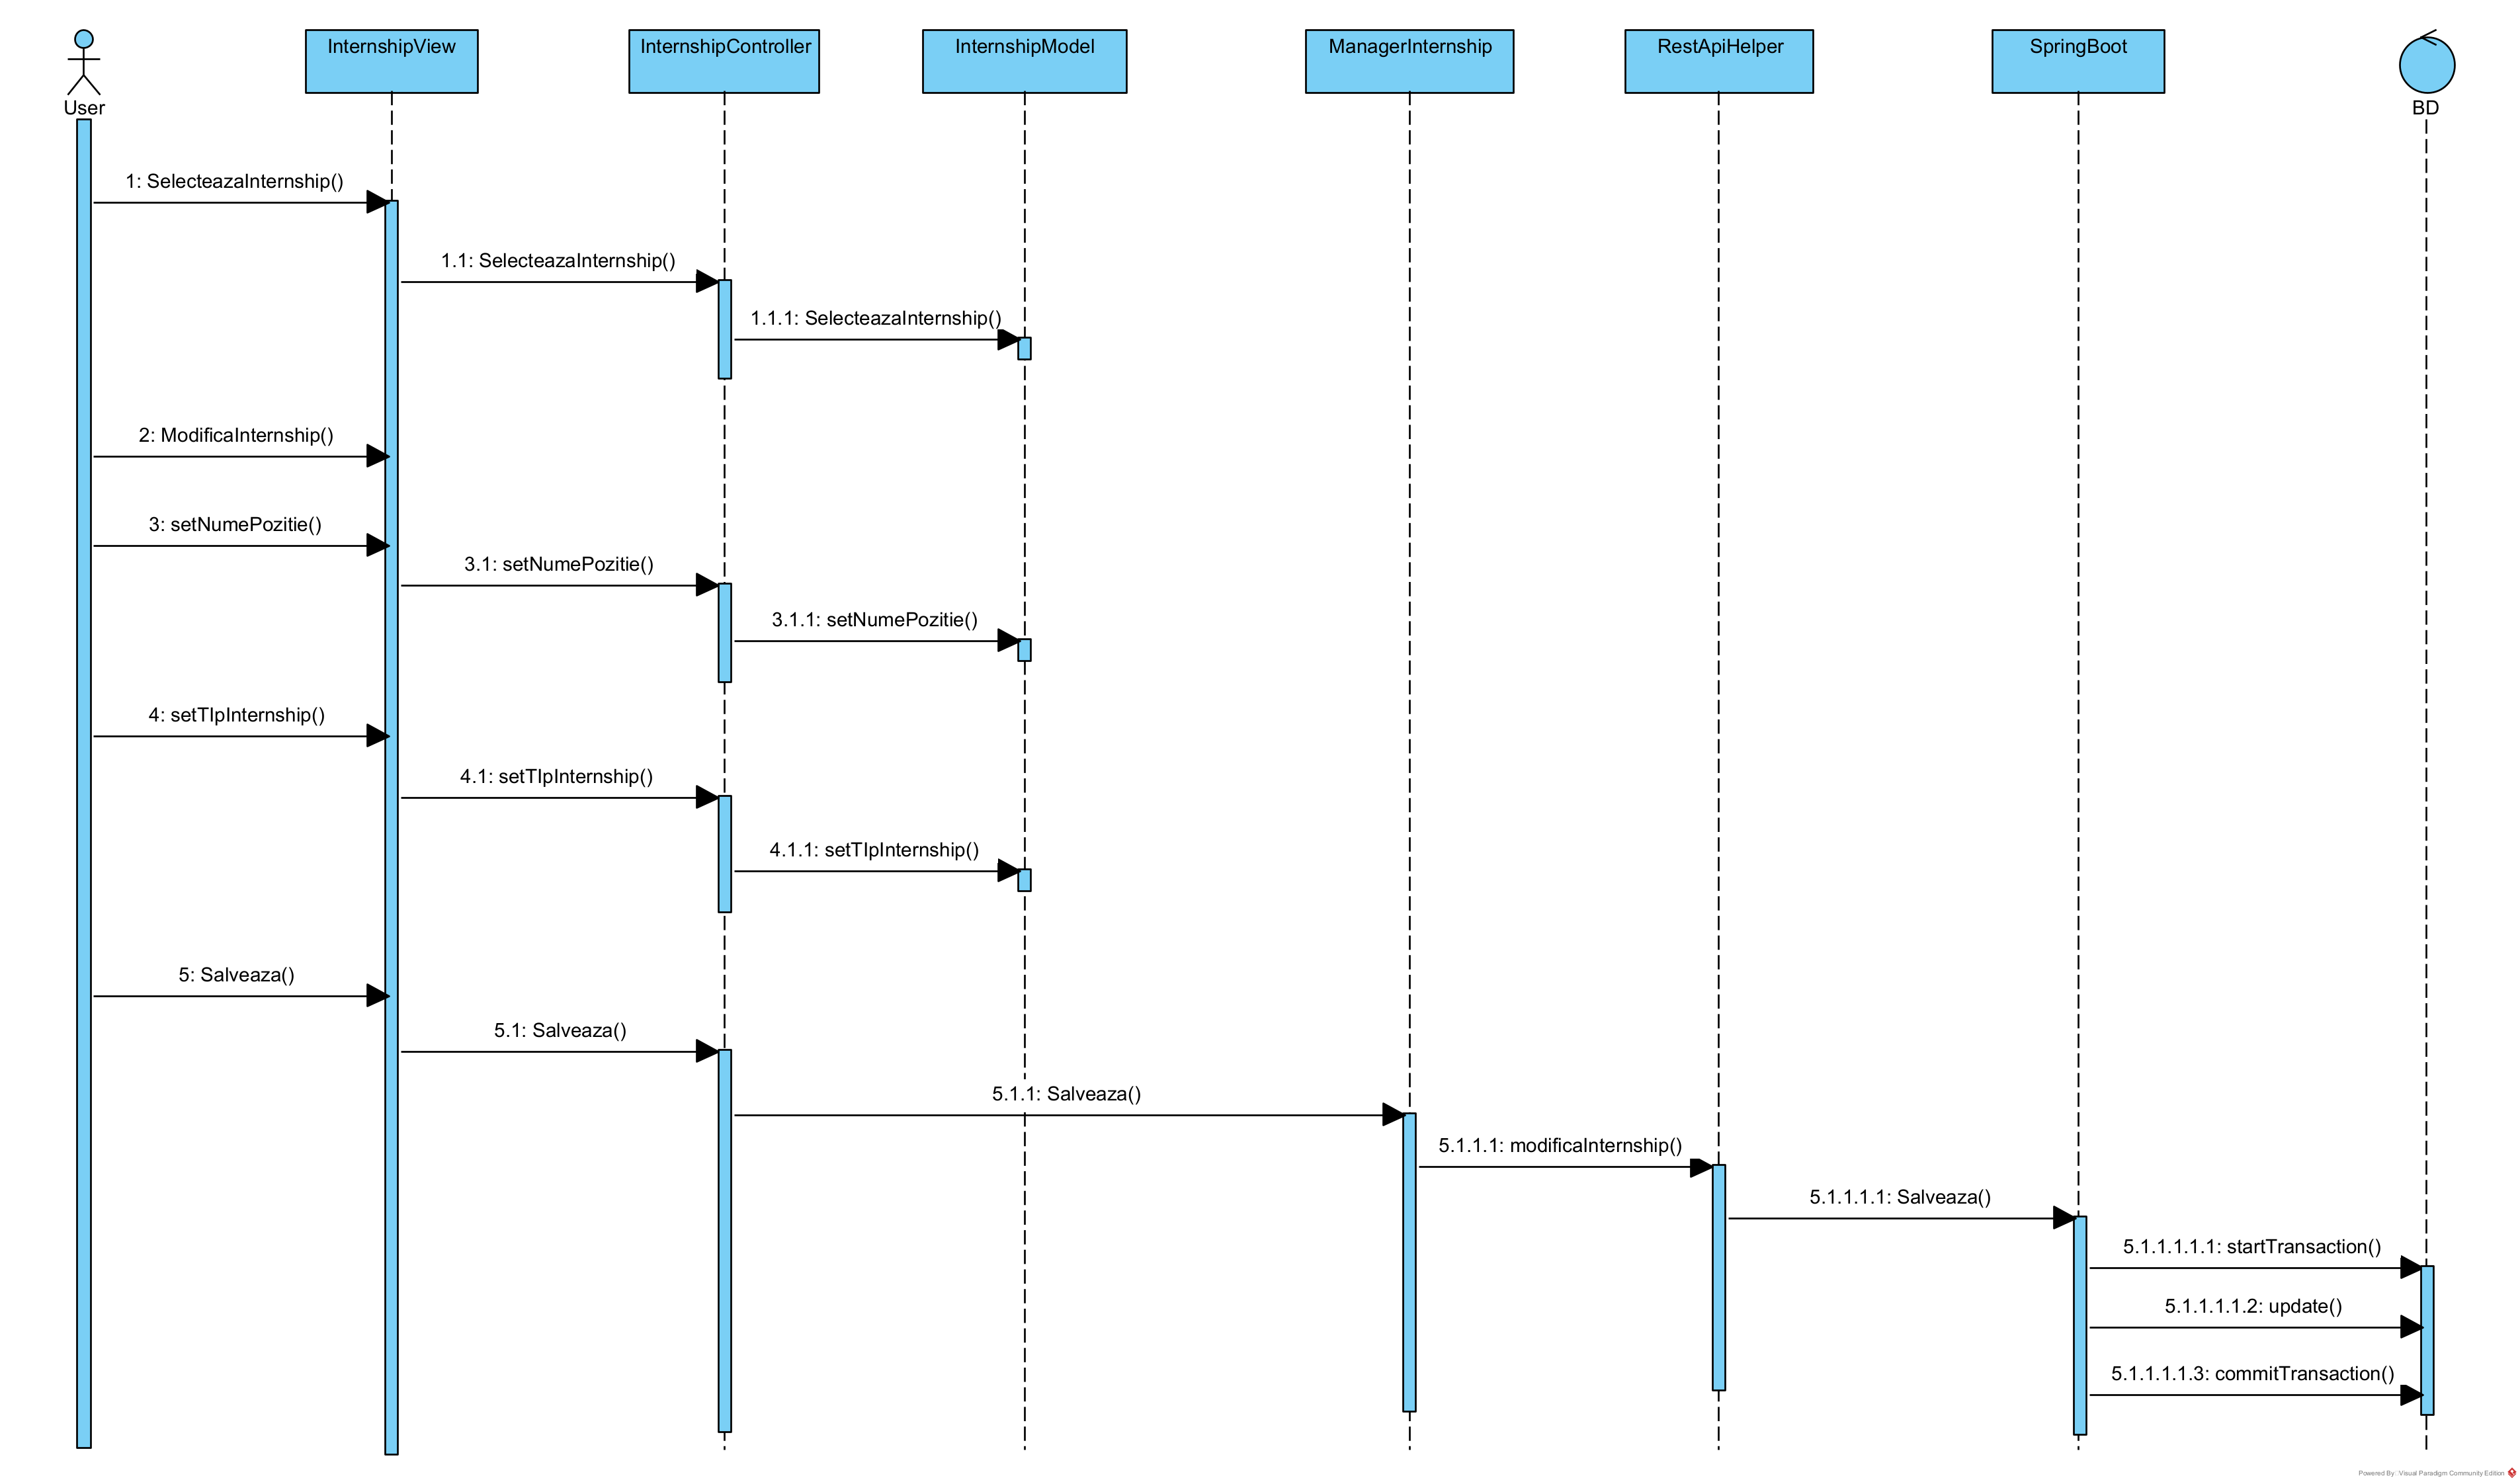 User
InternshipView
InternshipController
InternshipModel
ManagerInternship
RestApiHelper
SpringBoot
BD
1: SelecteazaInternship()
1.1: SelecteazaInternship()
1.1.1: SelecteazaInternship()
2: ModificaInternship()
3: setNumePozitie()
3.1: setNumePozitie()
3.1.1: setNumePozitie()
4: setTIpInternship()
4.1: setTIpInternship()
4.1.1: setTIpInternship()
5: Salveaza()
5.1: Salveaza()
5.1.1: Salveaza()
5.1.1.1: modificaInternship()
5.1.1.1.1: Salveaza()
5.1.1.1.1.1: startTransaction()
5.1.1.1.1.2: update()
5.1.1.1.1.3: commitTransaction()
Powered By: Visual Paradigm Community Edition